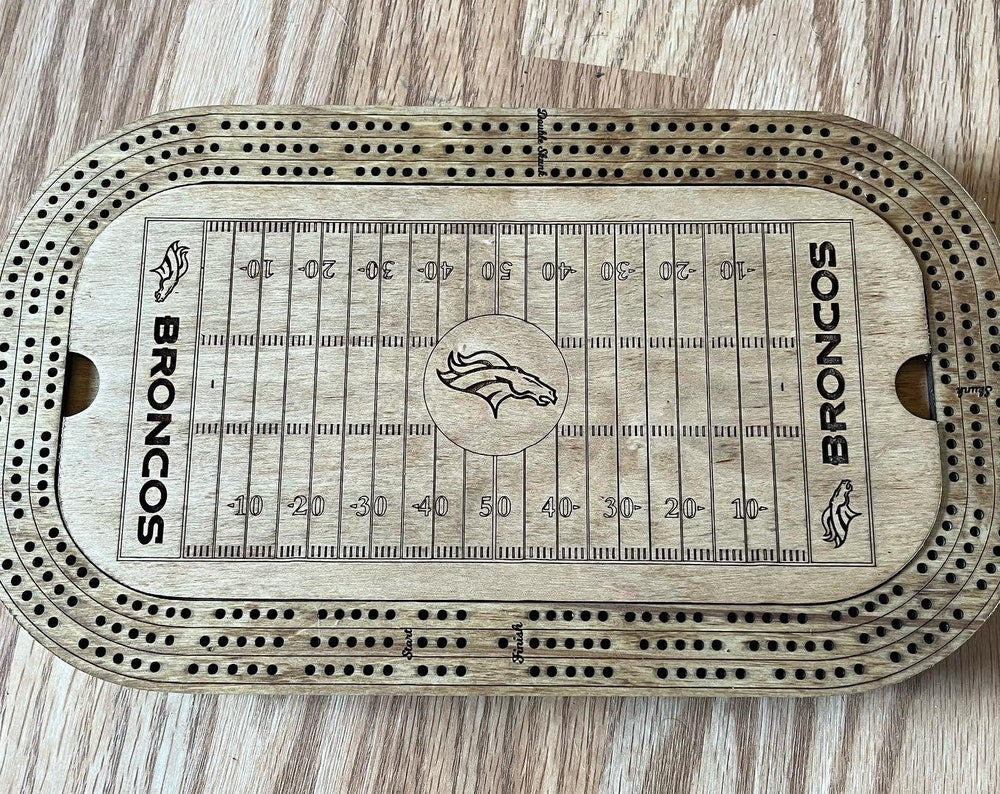 Double Skunk
-10 -20 -30 -40 50 40- 30- 20- 10-
BRONCOS
BRONCOS
Skunk
-10 -20 -30 -40 50 40- 30- 20- 10-
Start
Finish